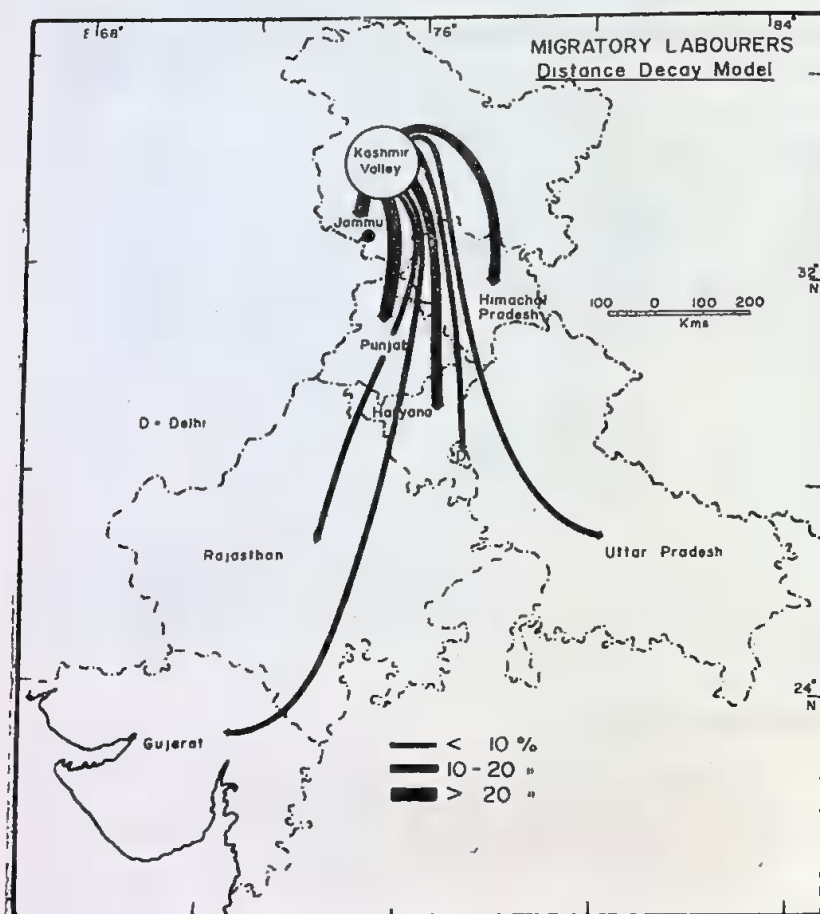 68°
76°
84°
MIGRATORY LABOURERS
Distance Decay Model
Kashmir
Valley
Jammu
32°
N
Himachal
Pradesh
100 0 100 200
Kms
Punjab
Haryana
D = Delhi
D
Rajasthan
Uttar Pradesh
24°
N
Gujerat
< 10 %
10-20 "
> 20 "